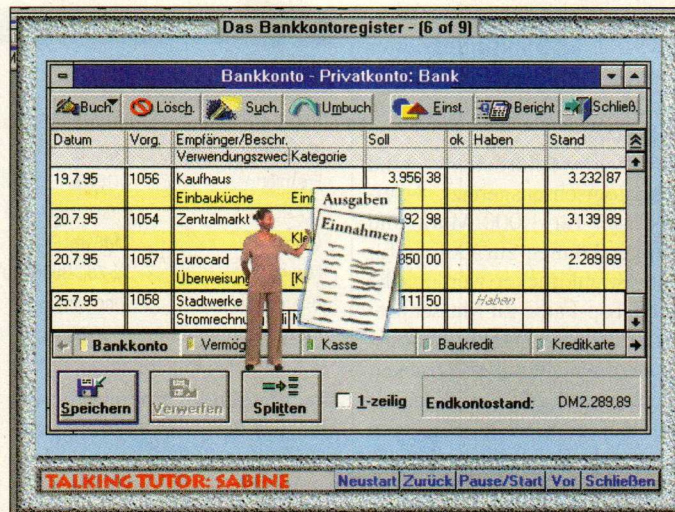 Das Bankkontoregister - (6 of 9)
Bankkonto - Privatkonto: Bank
Buch. Lösch. Such. Umbuch Einst. Bericht Schließ.
Datum Vorg. Empfänger/Beschr. Soll ok Haben Stand
Verwendungszwec Kategorie
19.7.95 1056 Kaufhaus 3.956 38 3.232 87
Einbauküche
20.7.95 1054 Zentralmarkt 92 98 3.139 89
20.7.95 1057 Eurocard 850 00 2.289 89
Überweisung
25.7.95 1058 Stadtwerke 111 50 Haben
Ausgaben
Einnahmen
Bankkonto Kasse Baukredit Kreditkarte
Speichern Verwerfen Splitten 1-zeilig Endkontostand: DM2.289,89
TALKING TUTOR: SABINE Neustart Zurück Pause/Start Vor Schließen